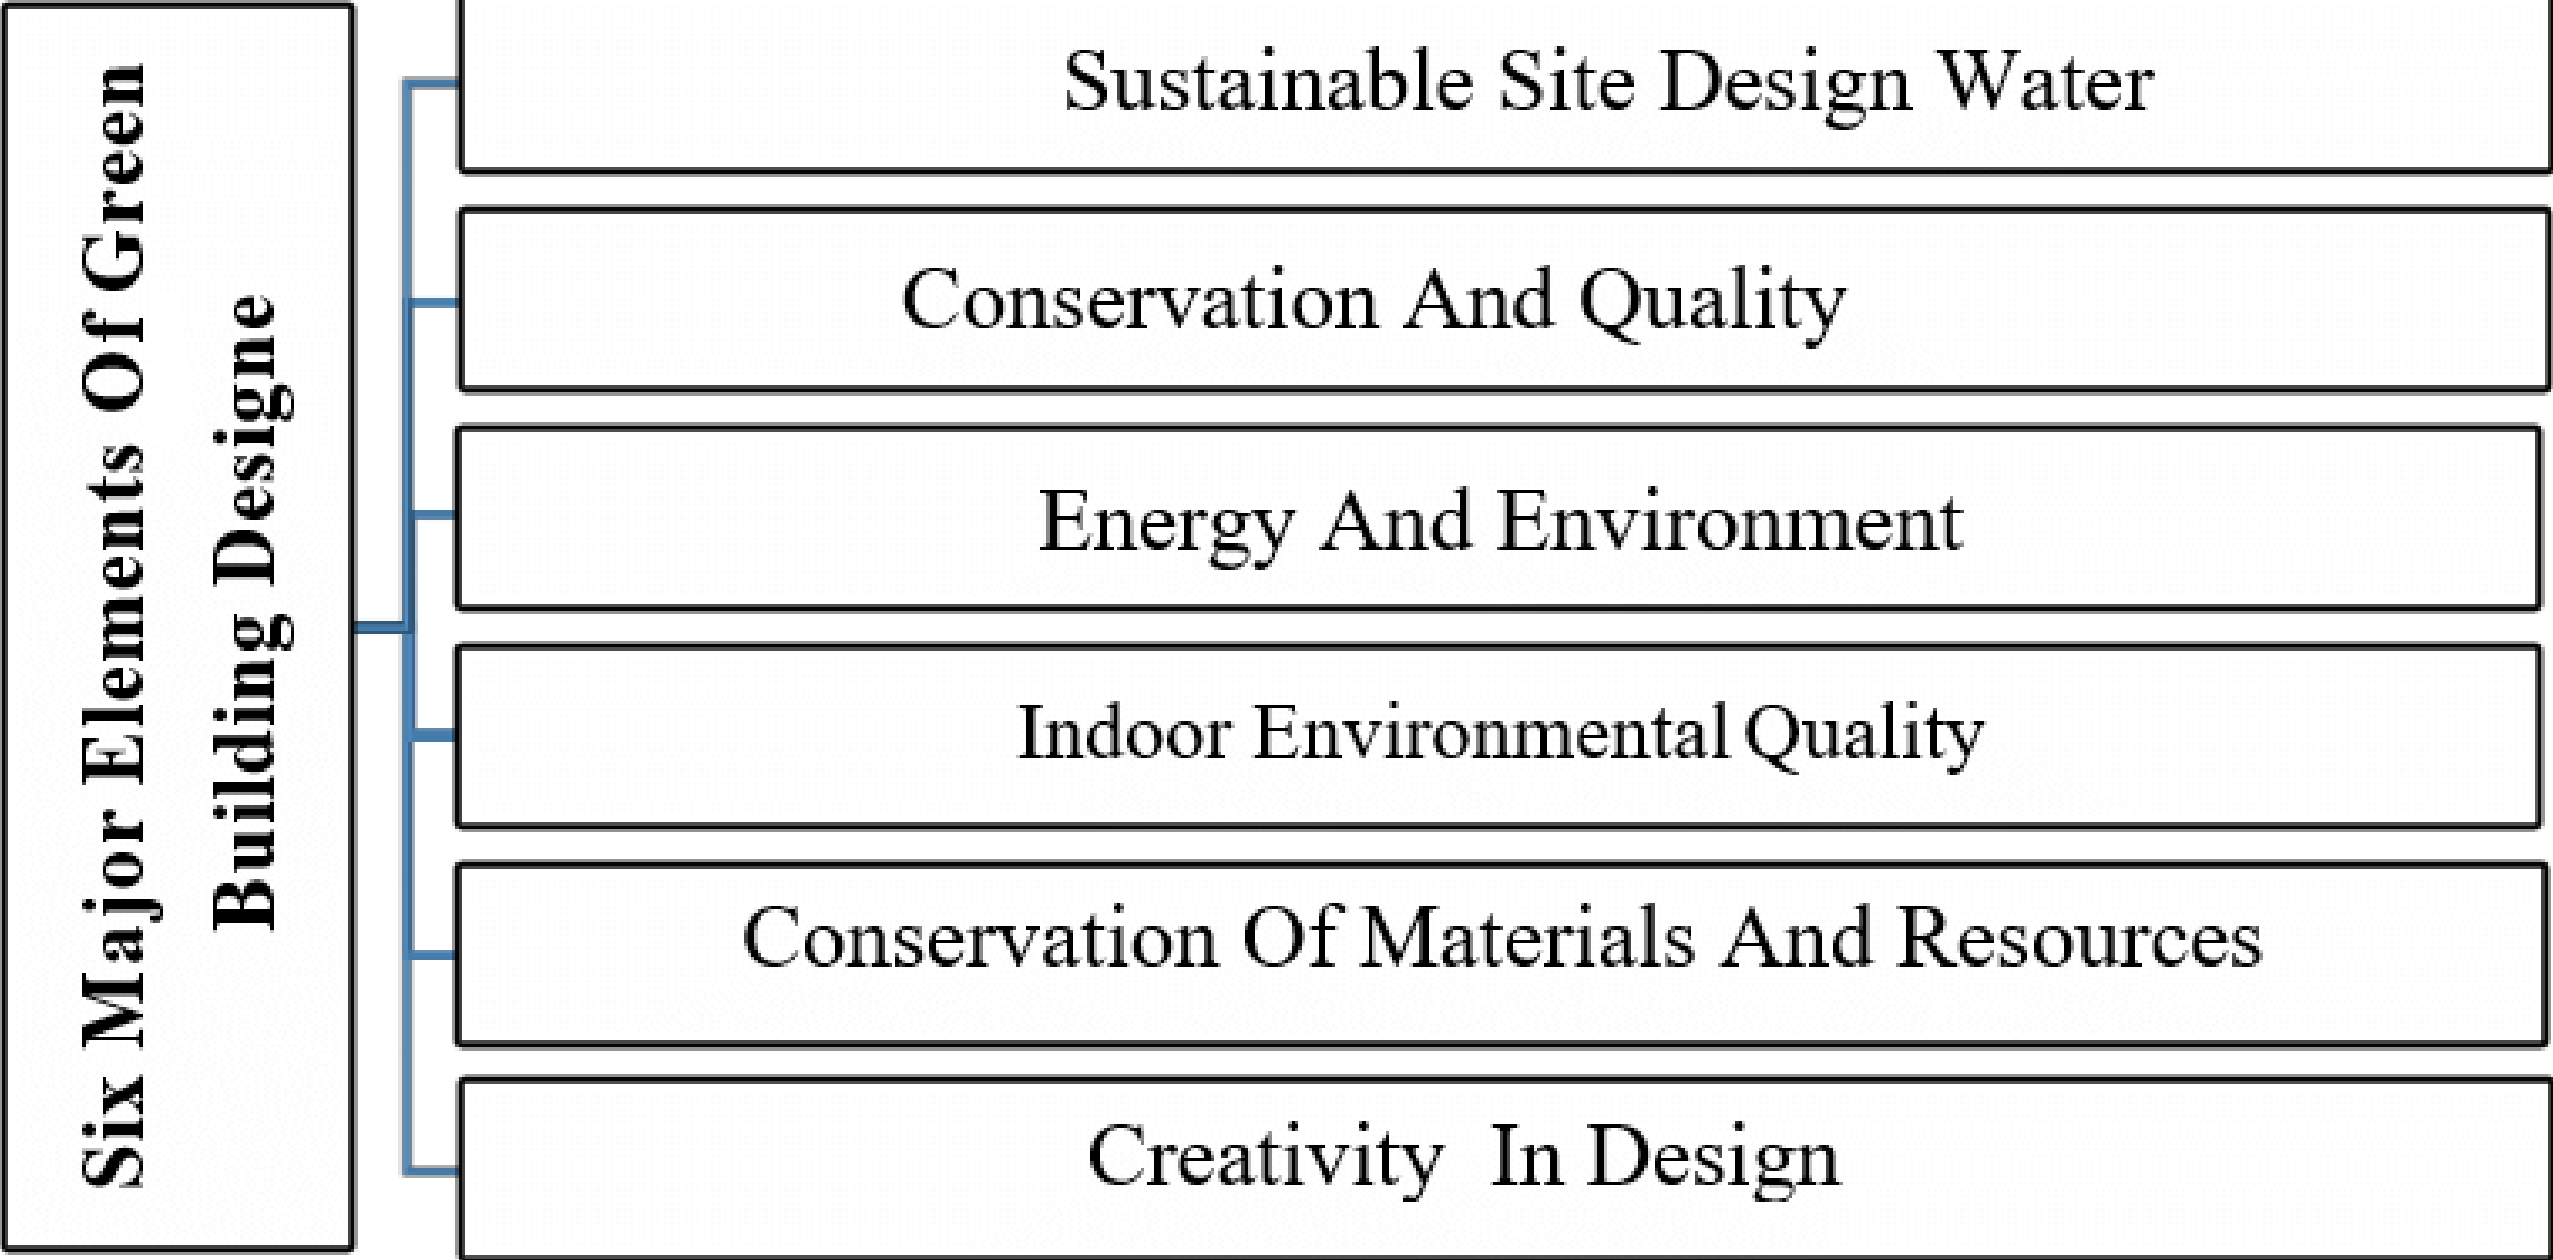 Six Major Elements Of Green
Building Designe
Sustainable Site Design Water
Conservation And Quality
Energy And Environment
Indoor Environmental Quality
Conservation Of Materials And Resources
Creativity In Design